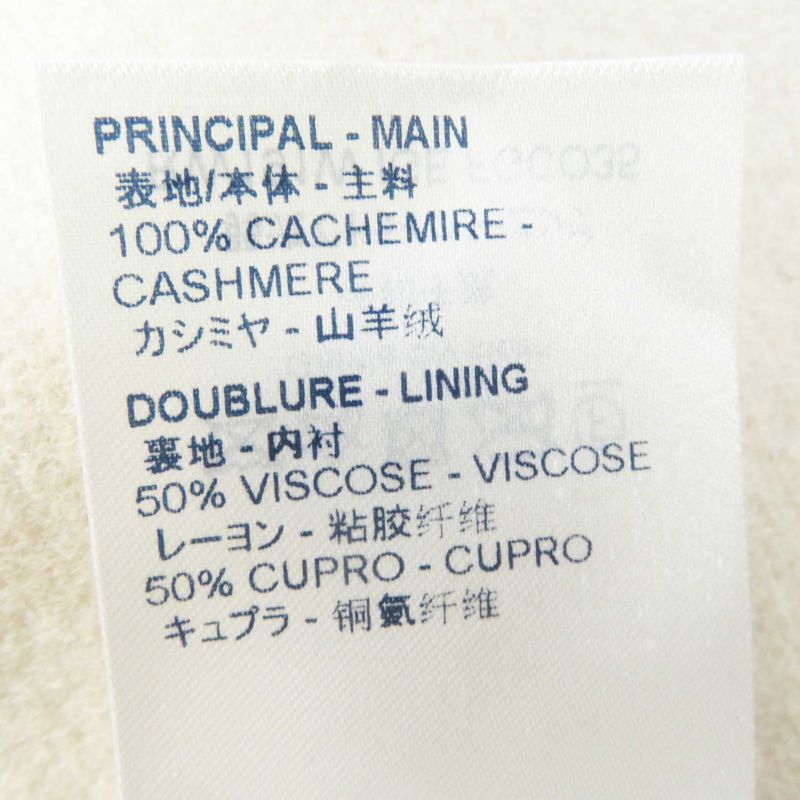 PRINCIPAL - MAIN
表地/本体 - 主料
100% CACHEMIRE -
CASHMERE
カシミヤ - 山羊绒
DOUBLURE - LINING
裏地 - 内衬
50% VISCOSE - VISCOSE
レーヨン - 粘胶纤维
50% CUPRO - CUPRO
キュプラ - 铜氨纤维